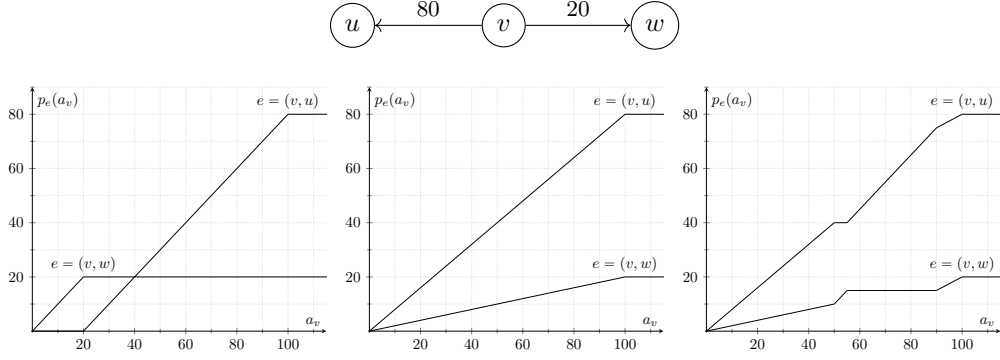 80 20
u v w
p_e(a_v) e = (v, u)
80
60
40
e = (v, w)
20
a_v
20 40 60 80 100
p_e(a_v) e = (v, u)
80
60
40
e = (v, w)
20
a_v
20 40 60 80 100
p_e(a_v) e = (v, u)
80
60
40
e = (v, w)
20
a_v
20 40 60 80 100